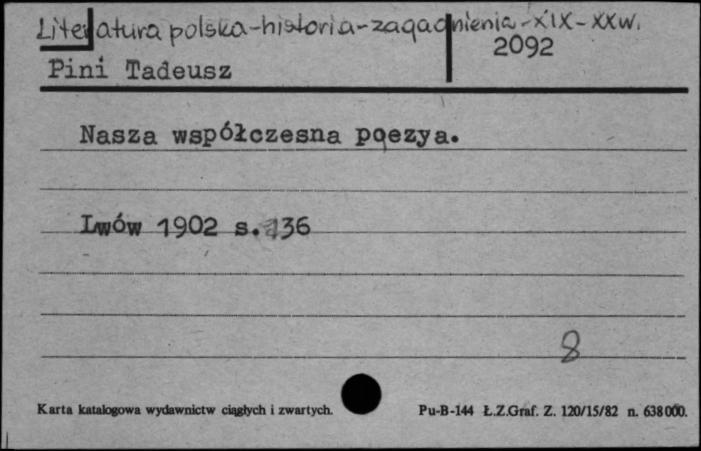 Literatura polska-historia-zagadnienia-XIX-XXw.
2092
Pini Tadeusz
Nasza współczesna poezya.
Lwów 1902 s. 136
8
Karta katalogowa wydawnictw ciągłych i zwartych.
Pu-B-144 Ł.Z.Graf. Z. 120/15/82 n. 638000.